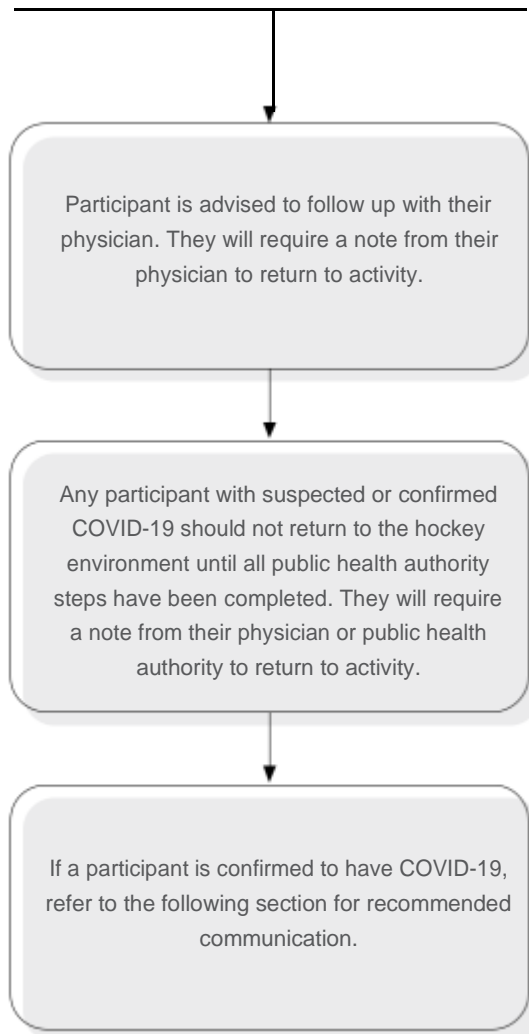 Participant is advised to follow up with their
physician. They will require a note from their
physician to return to activity.
Any participant with suspected or confirmed
COVID-19 should not return to the hockey
environment until all public health authority
steps have been completed. They will require
a note from their physician or public health
authority to return to activity.
If a participant is confirmed to have COVID-19,
refer to the following section for recommended
communication.